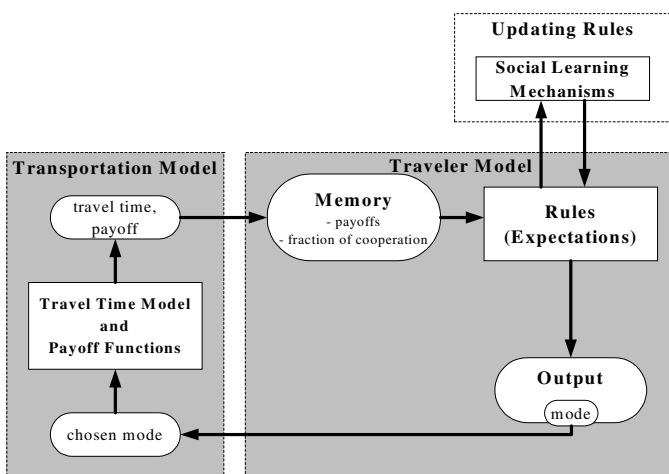 Updating Rules
Social Learning
Mechanisms
Transportation Model
Traveler Model
travel time,
payoff
Memory
- payoffs
- fraction of cooperation
Rules
(Expectations)
Travel Time Model
and
Payoff Functions
Output
mode
chosen mode